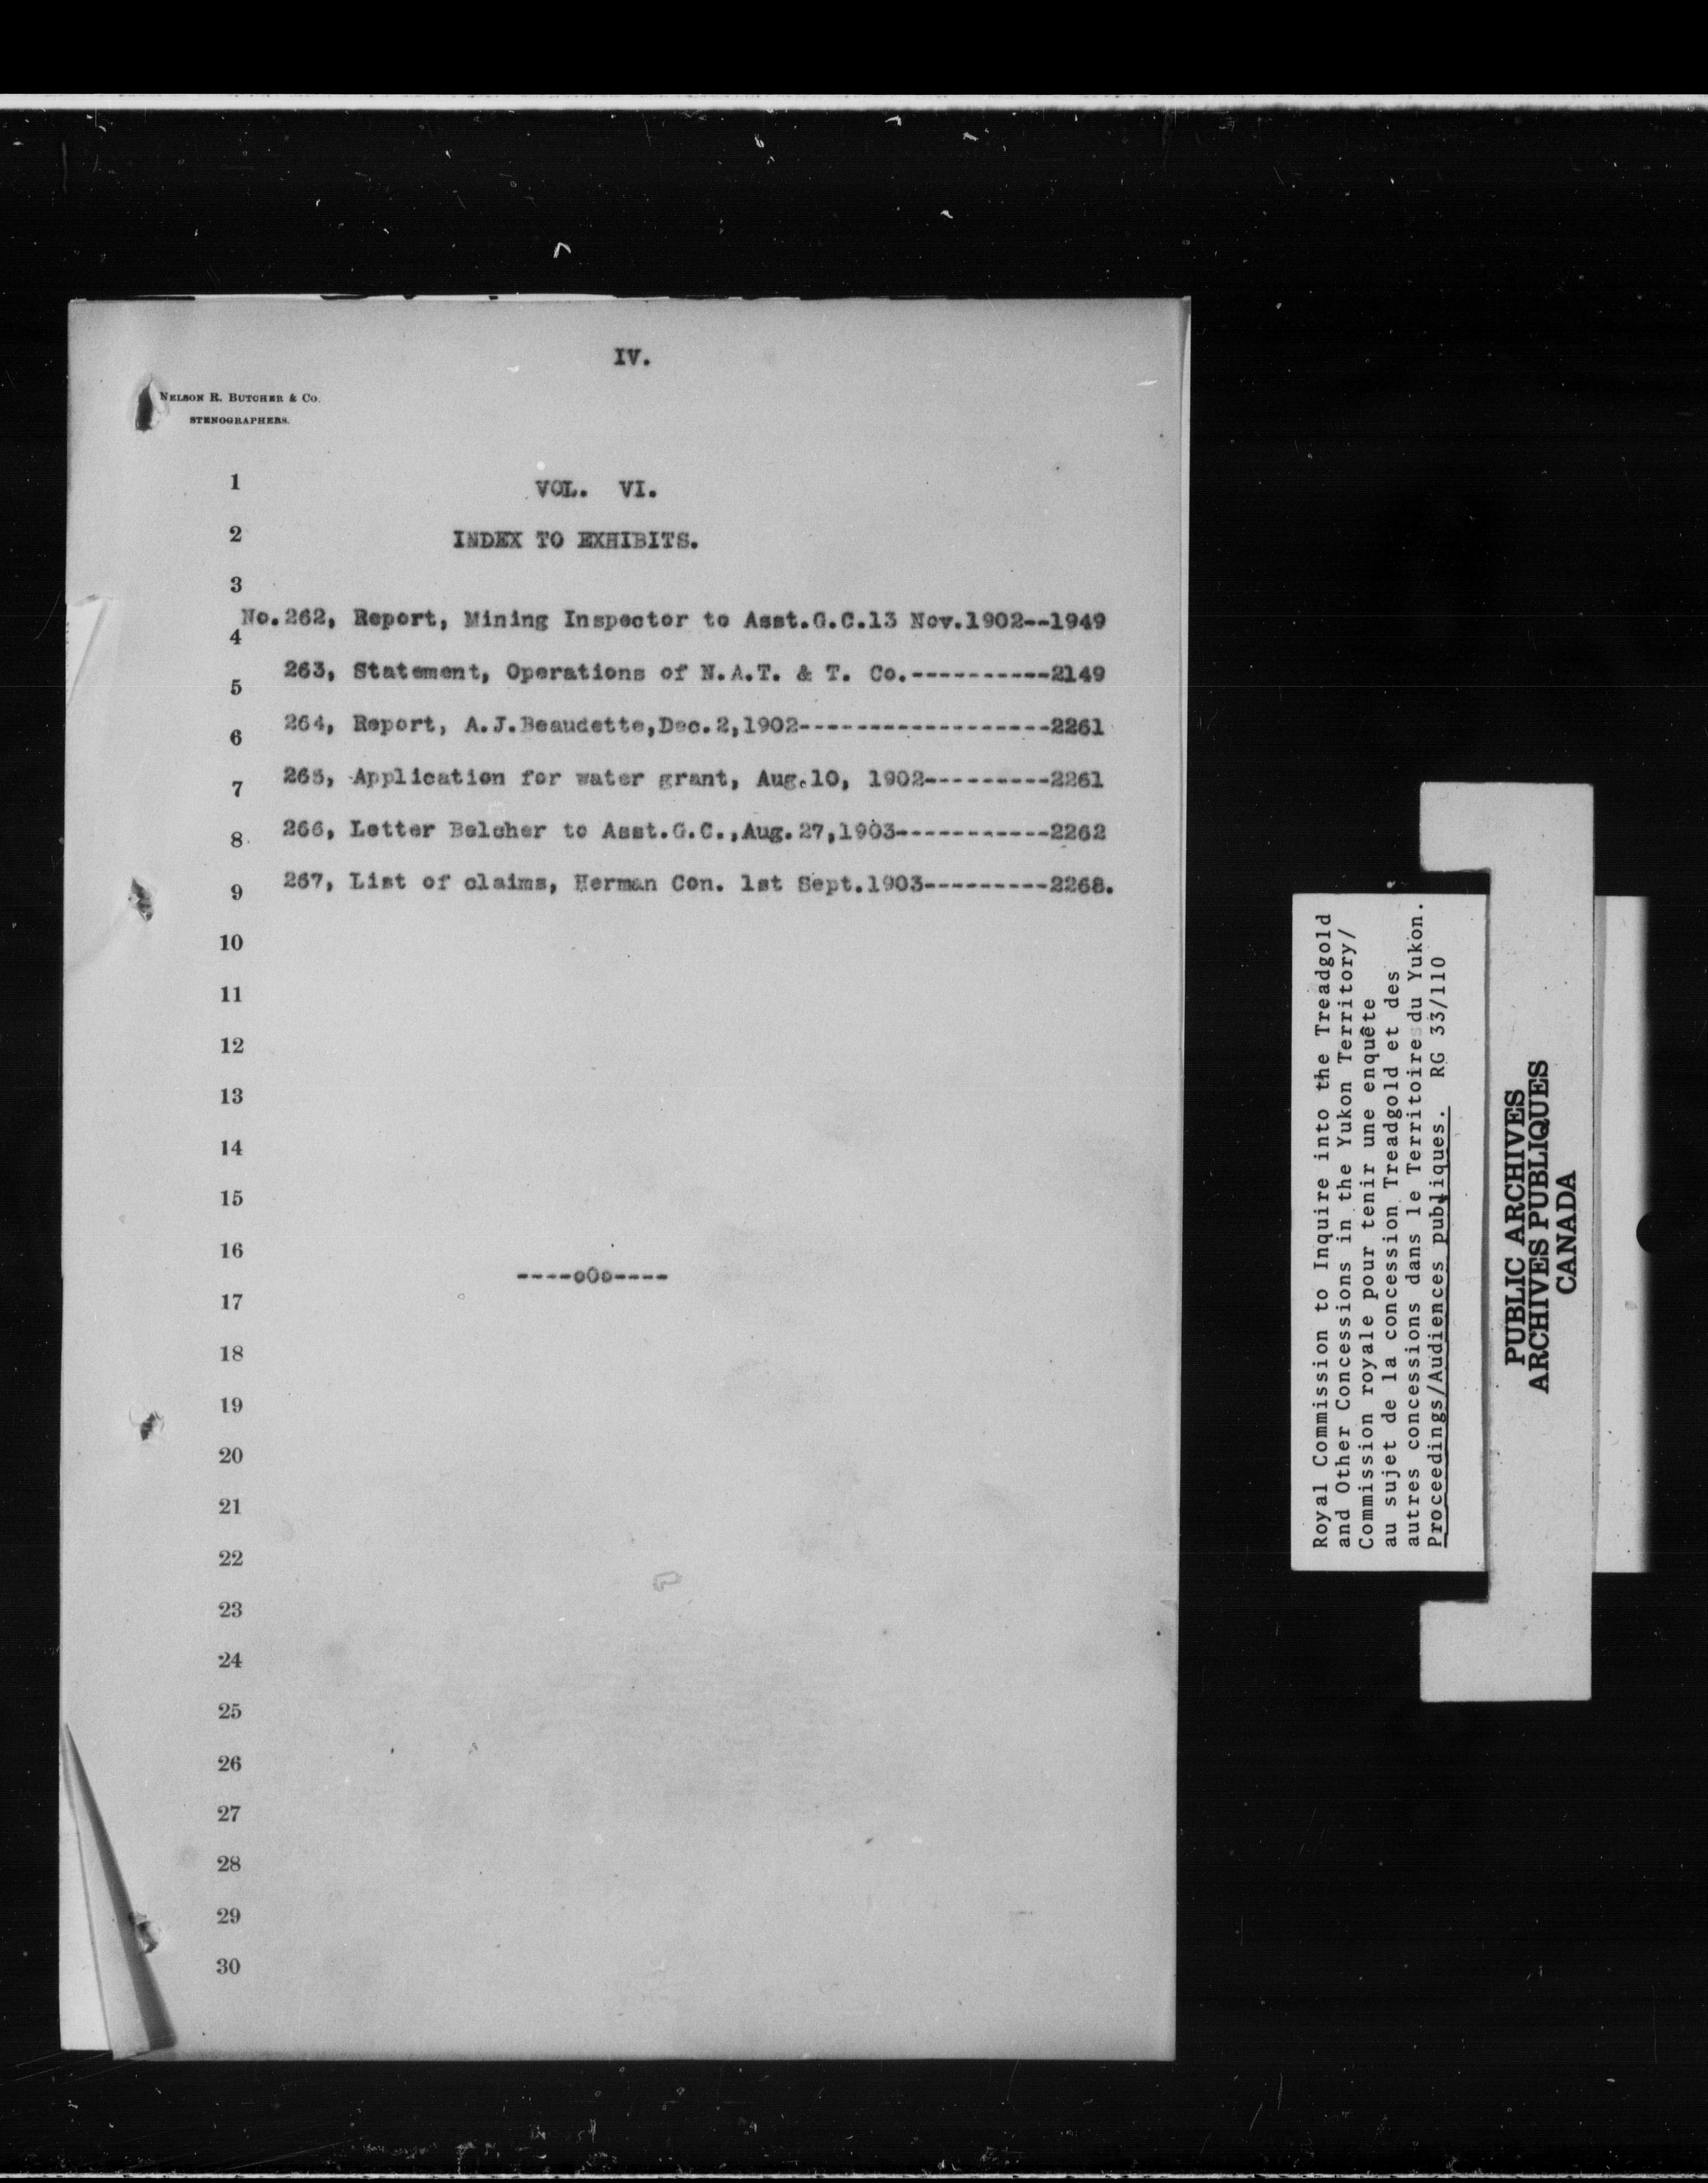 IV.
NELSON R. BUTCHER & CO.
STENOGRAPHERS.
1
VOL. VI.
2
INDEX TO EXHIBITS.
3
No.262, Report, Mining Inspector to Asst.G.C.13 Nov.1902--1949
4
263, Statement, Operations of N.A.T. & T. Co.----------2149
5
264, Report, A.J.Beaudette,Dec.2,1902------------------2261
6
265, Application for water grant, Aug.10, 1902---------2261
7
266, Letter Belcher to Asst.G.C.,Aug.27,1903-----------2262
8
267, List of claims, Herman Con. 1st Sept.1903---------2268.
9
10
11
12
13
14
15
16
----oOo----
17
18
19
20
21
22
23
24
25
26
27
28
29
30
Royal Commission to Inquire into the Treadgold
and Other Concessions in the Yukon Territory/
Commission royale pour tenir une enquête
au sujet de la concession Treadgold et des
autres concessions dans le Territoire du Yukon.
Proceedings/Audiences publiques. RG 33/110
PUBLIC ARCHIVES
ARCHIVES PUBLIQUES
CANADA